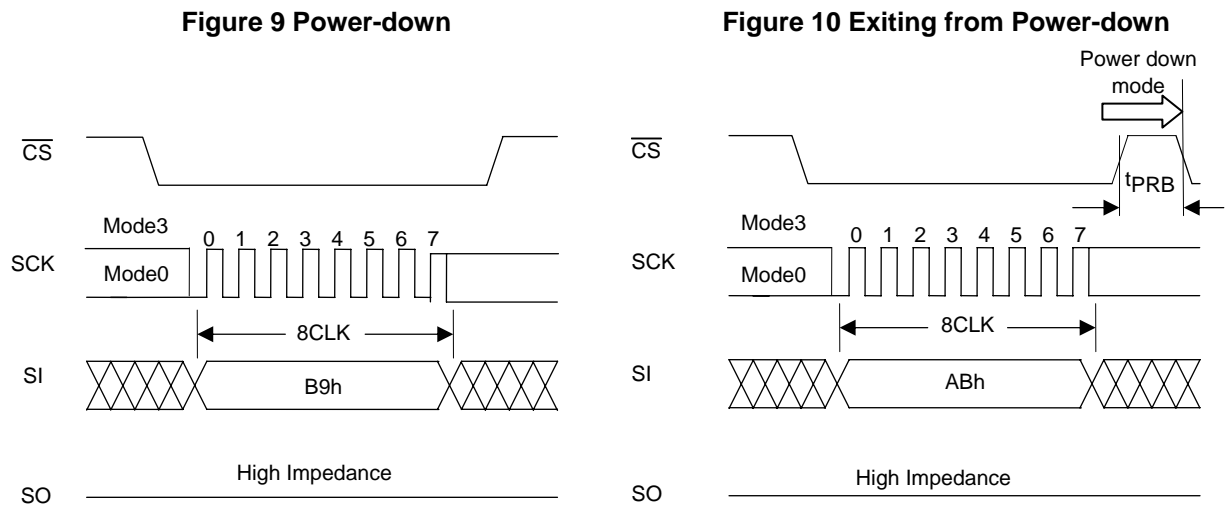 Figure 9 Power-down
CS
Mode3
SCK
Mode0
0 1 2 3 4 5 6 7
8CLK
SI
B9h
High Impedance
SO
Figure 10 Exiting from Power-down
Power down
mode
CS
tPRB
Mode3
SCK
Mode0
0 1 2 3 4 5 6 7
8CLK
SI
ABh
High Impedance
SO